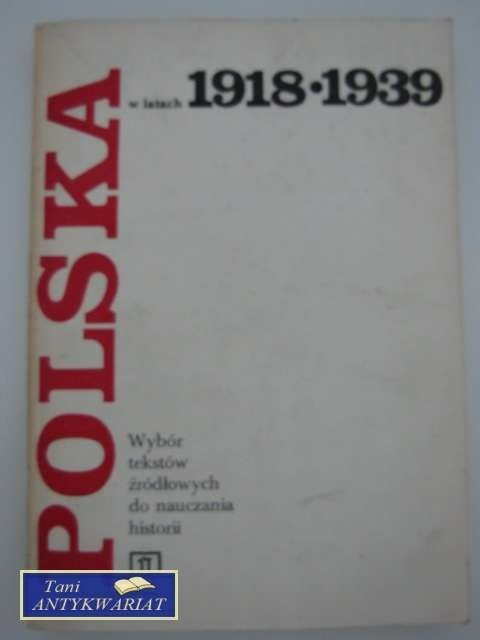 POLSKA
w latach 1918·1939
Wybór
tekstów
źródłowych
do nauczania
historii
Tani
ANTYKWARIAT